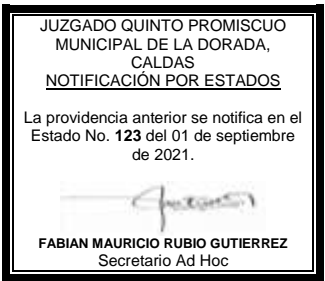 JUZGADO QUINTO PROMISCUO
MUNICIPAL DE LA DORADA,
CALDAS
NOTIFICACIÓN POR ESTADOS
La providencia anterior se notifica en el
Estado No. 123 del 01 de septiembre
de 2021.
FABIAN MAURICIO RUBIO GUTIERREZ
Secretario Ad Hoc